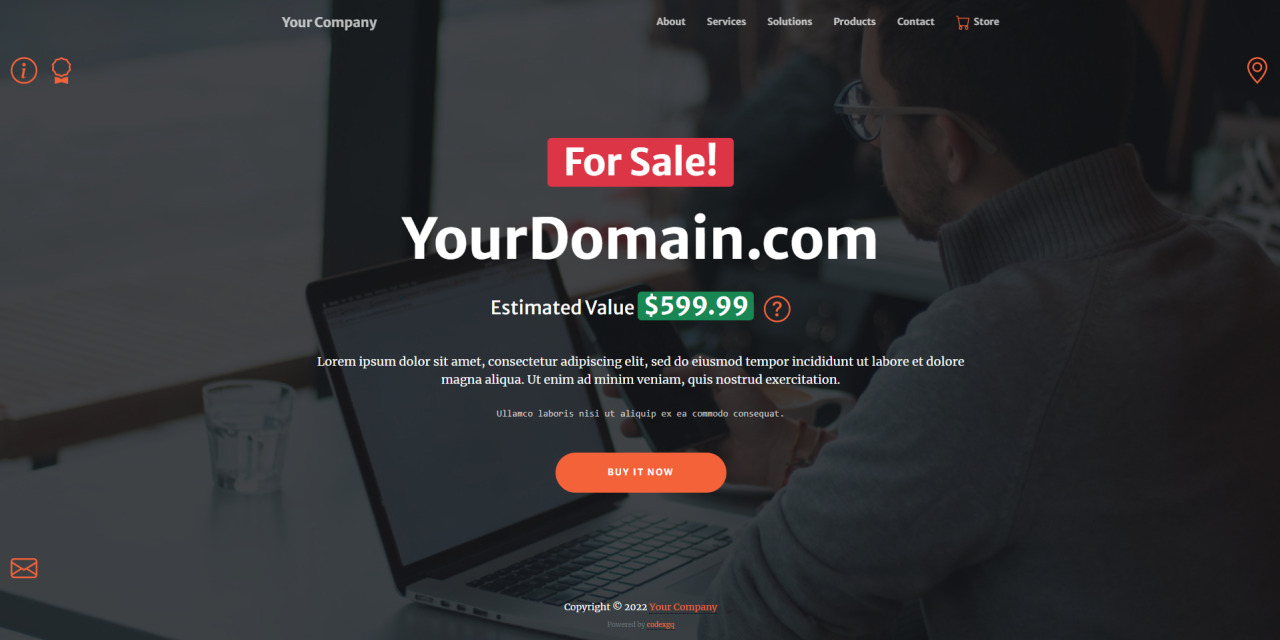 Your Company
About Services Solutions Products Contact Store
For Sale!
YourDomain.com
Estimated Value $599.99 ?
Lorem ipsum dolor sit amet, consectetur adipiscing elit, sed do eiusmod tempor incididunt ut labore et dolore
magna aliqua. Ut enim ad minim veniam, quis nostrud exercitation.
Ullamco laboris nisi ut aliquip ex ea commodo consequat.
BUY IT NOW
Copyright © 2022 Your Company
Powered by codexgq